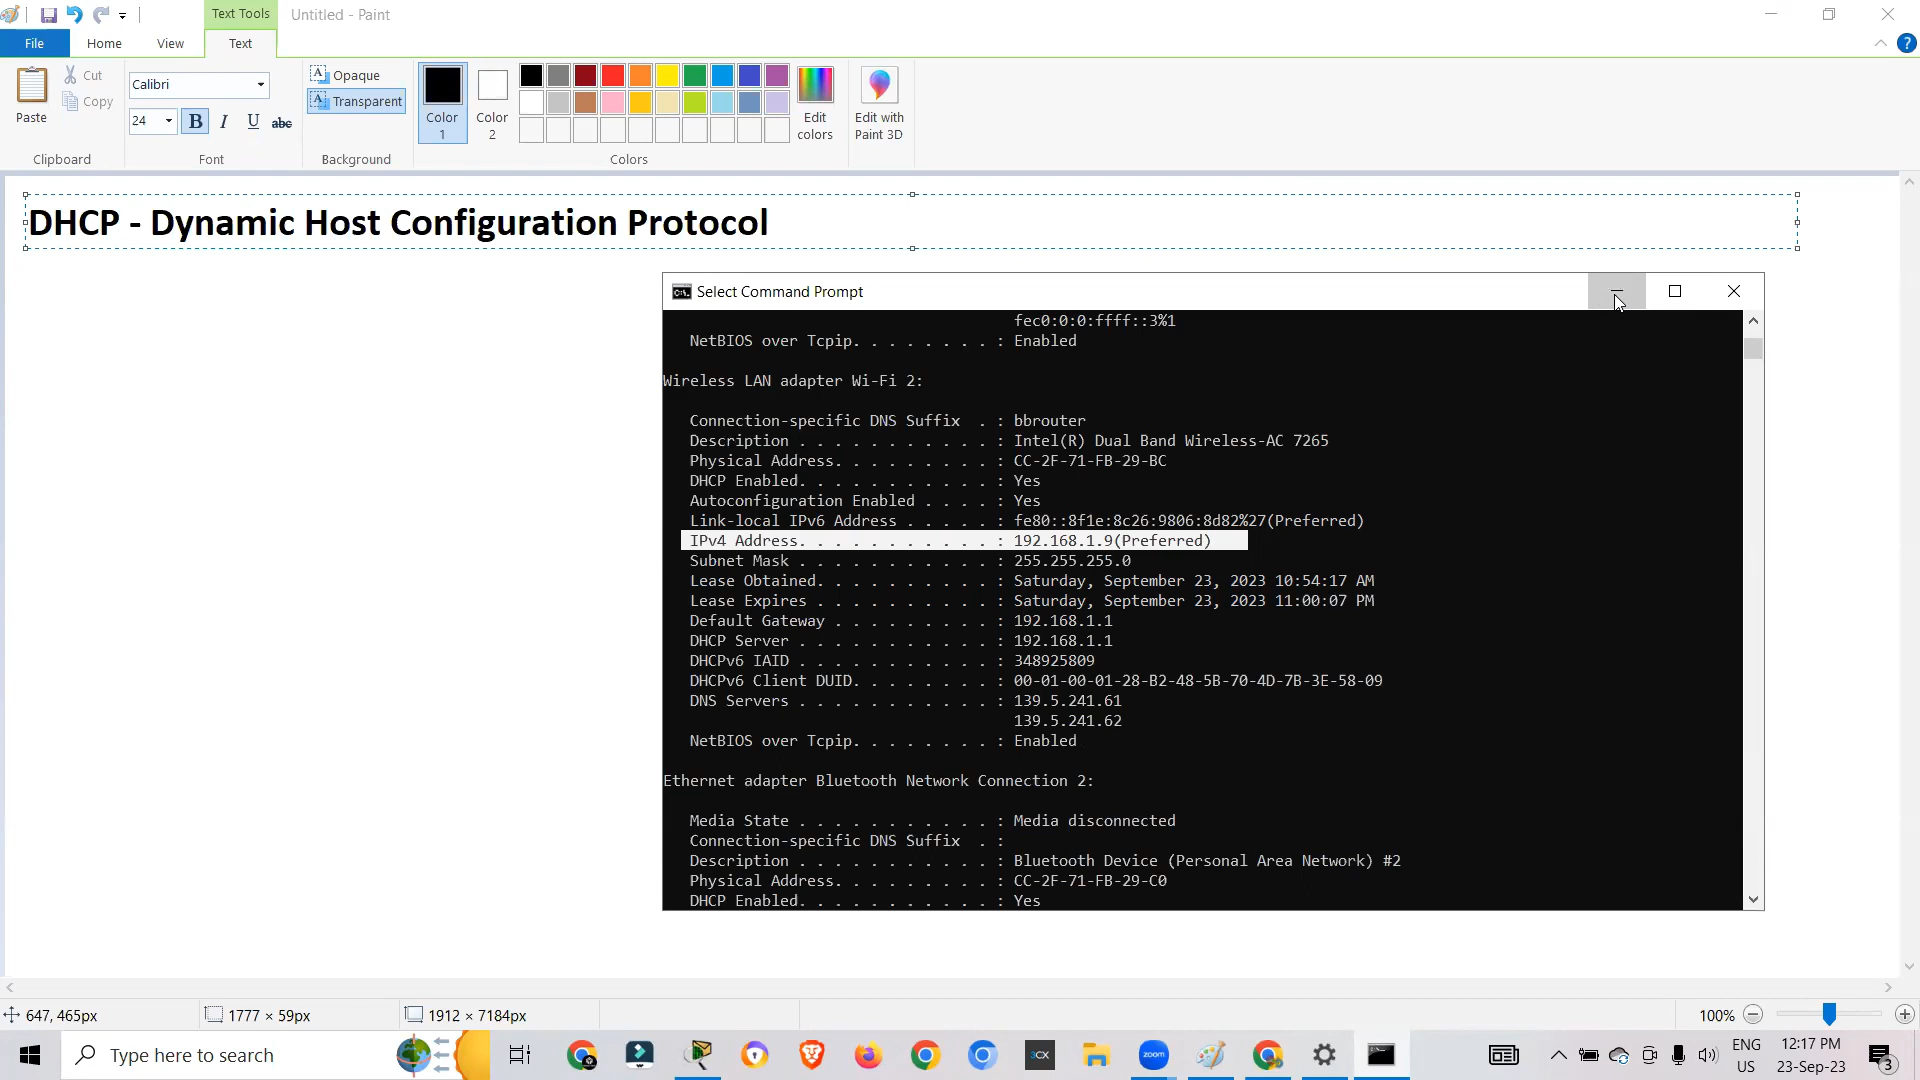 Text Tools
Untitled - Paint
File
Home
View
Text
?
Paste
Cut
Copy
Clipboard
Calibri
24
B I U abc
Font
A Opaque
A Transparent
Background
Color 1
Color 2
Edit colors
Colors
Edit with Paint 3D
DHCP - Dynamic Host Configuration Protocol
Select Command Prompt
fec0:0:0:ffff::3%1
NetBIOS over Tcpip. . . . . . . . : Enabled
Wireless LAN adapter Wi-Fi 2:
Connection-specific DNS Suffix  . : bbrouter
Description . . . . . . . . . . . : Intel(R) Dual Band Wireless-AC 7265
Physical Address. . . . . . . . . : CC-2F-71-FB-29-BC
DHCP Enabled. . . . . . . . . . . : Yes
Autoconfiguration Enabled . . . . : Yes
Link-local IPv6 Address . . . . . : fe80::8f1e:8c26:9806:8d82%27(Preferred)
IPv4 Address. . . . . . . . . . . : 192.168.1.9(Preferred)
Subnet Mask . . . . . . . . . . . : 255.255.255.0
Lease Obtained. . . . . . . . . . : Saturday, September 23, 2023 10:54:17 AM
Lease Expires . . . . . . . . . . : Saturday, September 23, 2023 11:00:07 PM
Default Gateway . . . . . . . . . : 192.168.1.1
DHCP Server . . . . . . . . . . . : 192.168.1.1
DHCPv6 IAID . . . . . . . . . . . : 348925809
DHCPv6 Client DUID. . . . . . . . : 00-01-00-01-28-B2-48-5B-70-4D-7B-3E-58-09
DNS Servers . . . . . . . . . . . : 139.5.241.61
139.5.241.62
NetBIOS over Tcpip. . . . . . . . : Enabled
Ethernet adapter Bluetooth Network Connection 2:
Media State . . . . . . . . . . . : Media disconnected
Connection-specific DNS Suffix  . :
Description . . . . . . . . . . . : Bluetooth Device (Personal Area Network) #2
Physical Address. . . . . . . . . : CC-2F-71-FB-29-C0
DHCP Enabled. . . . . . . . . . . : Yes
647, 465px
1777 × 59px
1912 × 7184px
100%
Type here to search
3CX
zoom
ENG
US
12:17 PM
23-Sep-23
3